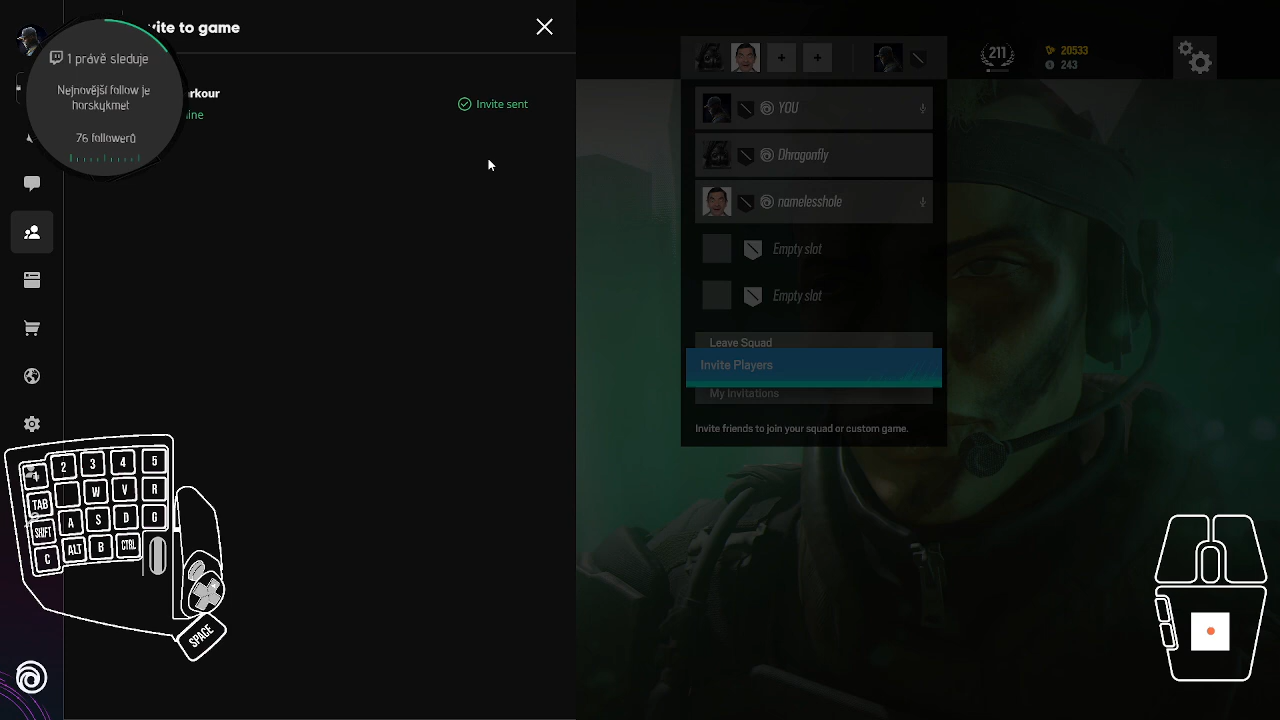 vite to game
1 právě sleduje
Nejnovější follow je
horskykmet
76 followerů
rkour
ine
Invite sent
211
20533
243
YOU
Dhragonfly
namelesshole
Empty slot
Empty slot
Leave Squad
Invite Players
My Invitations
Invite friends to join your squad or custom game.
1 2 3 4 5
TAB W V R
SHIFT A S D G
C ALT B CTRL
SPACE